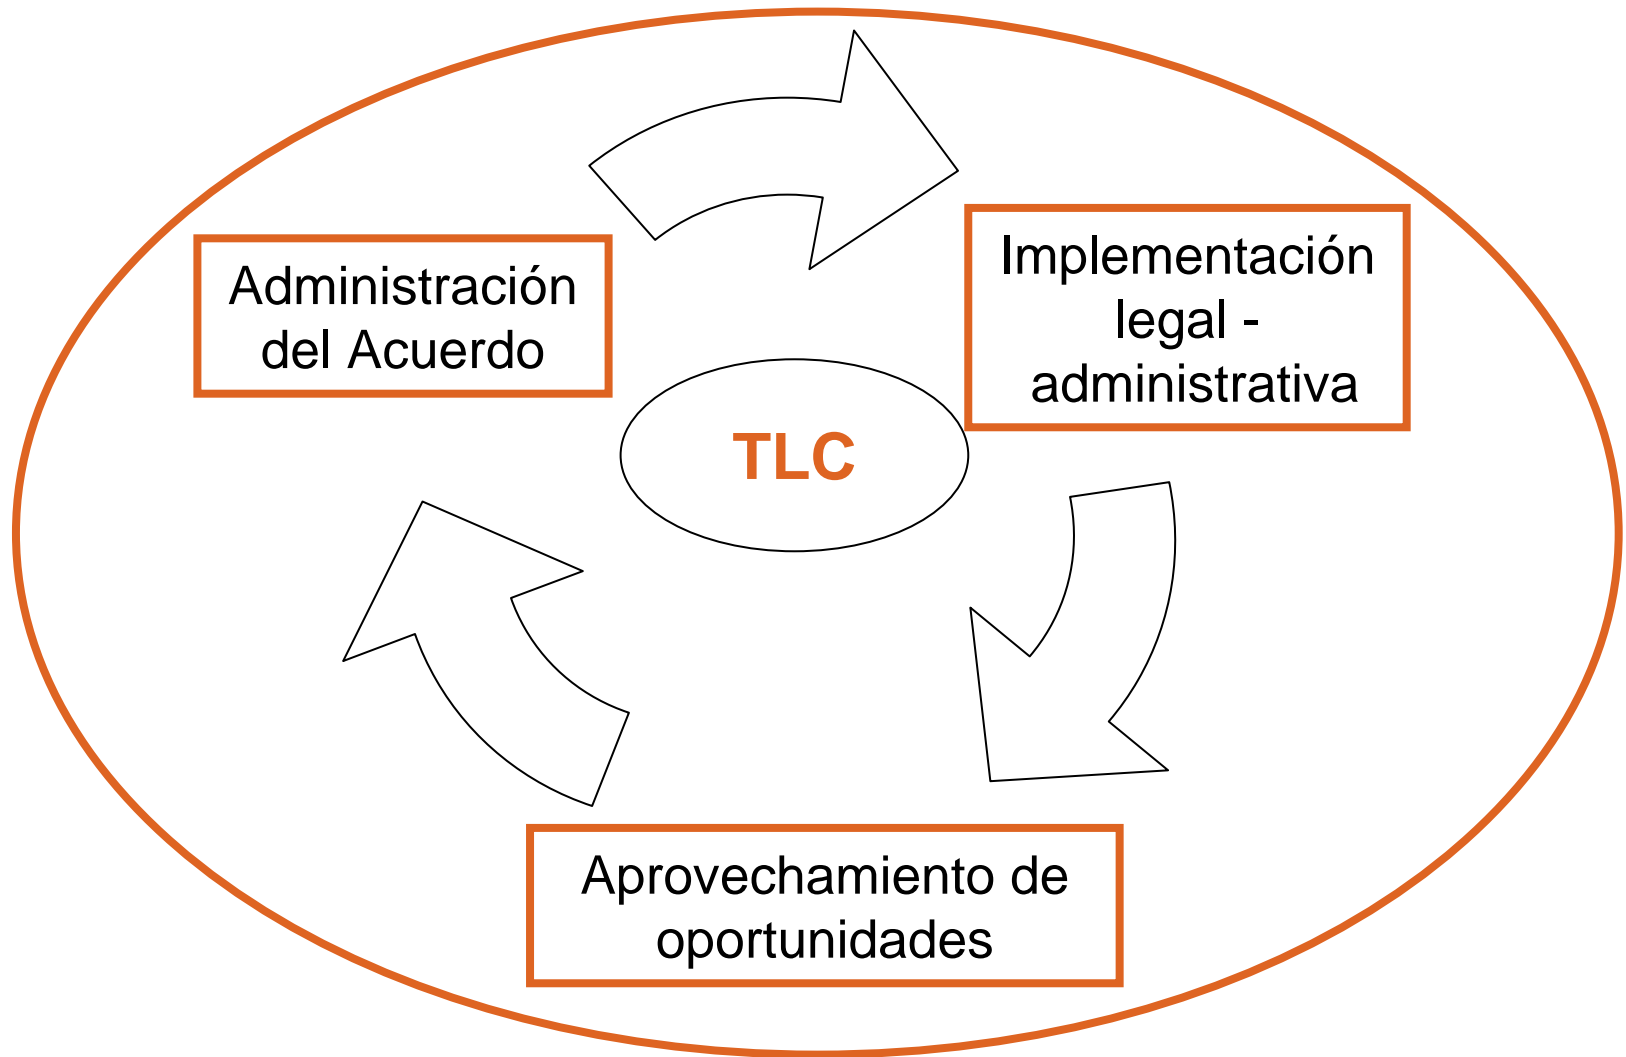 Administración
del Acuerdo
Implementación
legal -
administrativa
TLC
Aprovechamiento de
oportunidades